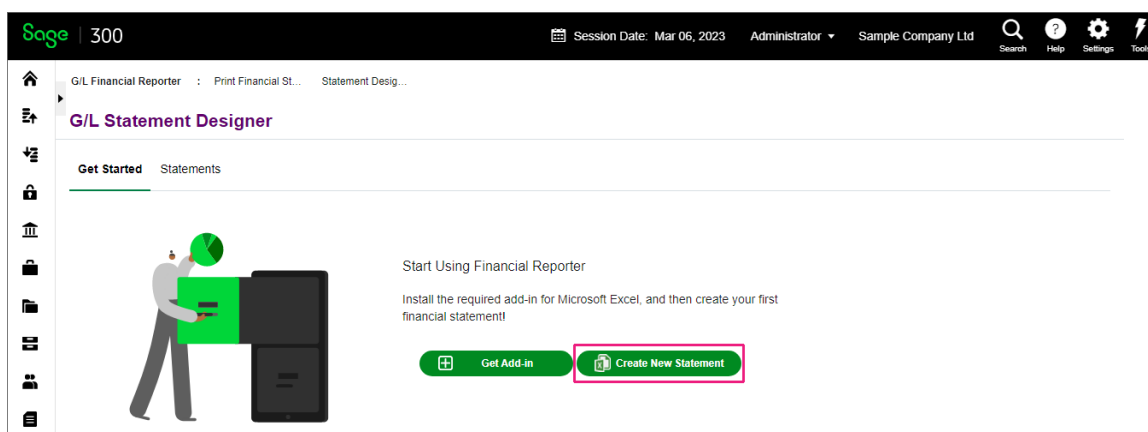 Sage 300 Session Date: Mar 06, 2023 Administrator Sample Company Ltd
Search Help Settings Tools
G/L Financial Reporter : Print Financial St... Statement Desig...
G/L Statement Designer
Get Started Statements
Start Using Financial Reporter
Install the required add-in for Microsoft Excel, and then create your first
financial statement!
Get Add-in Create New Statement